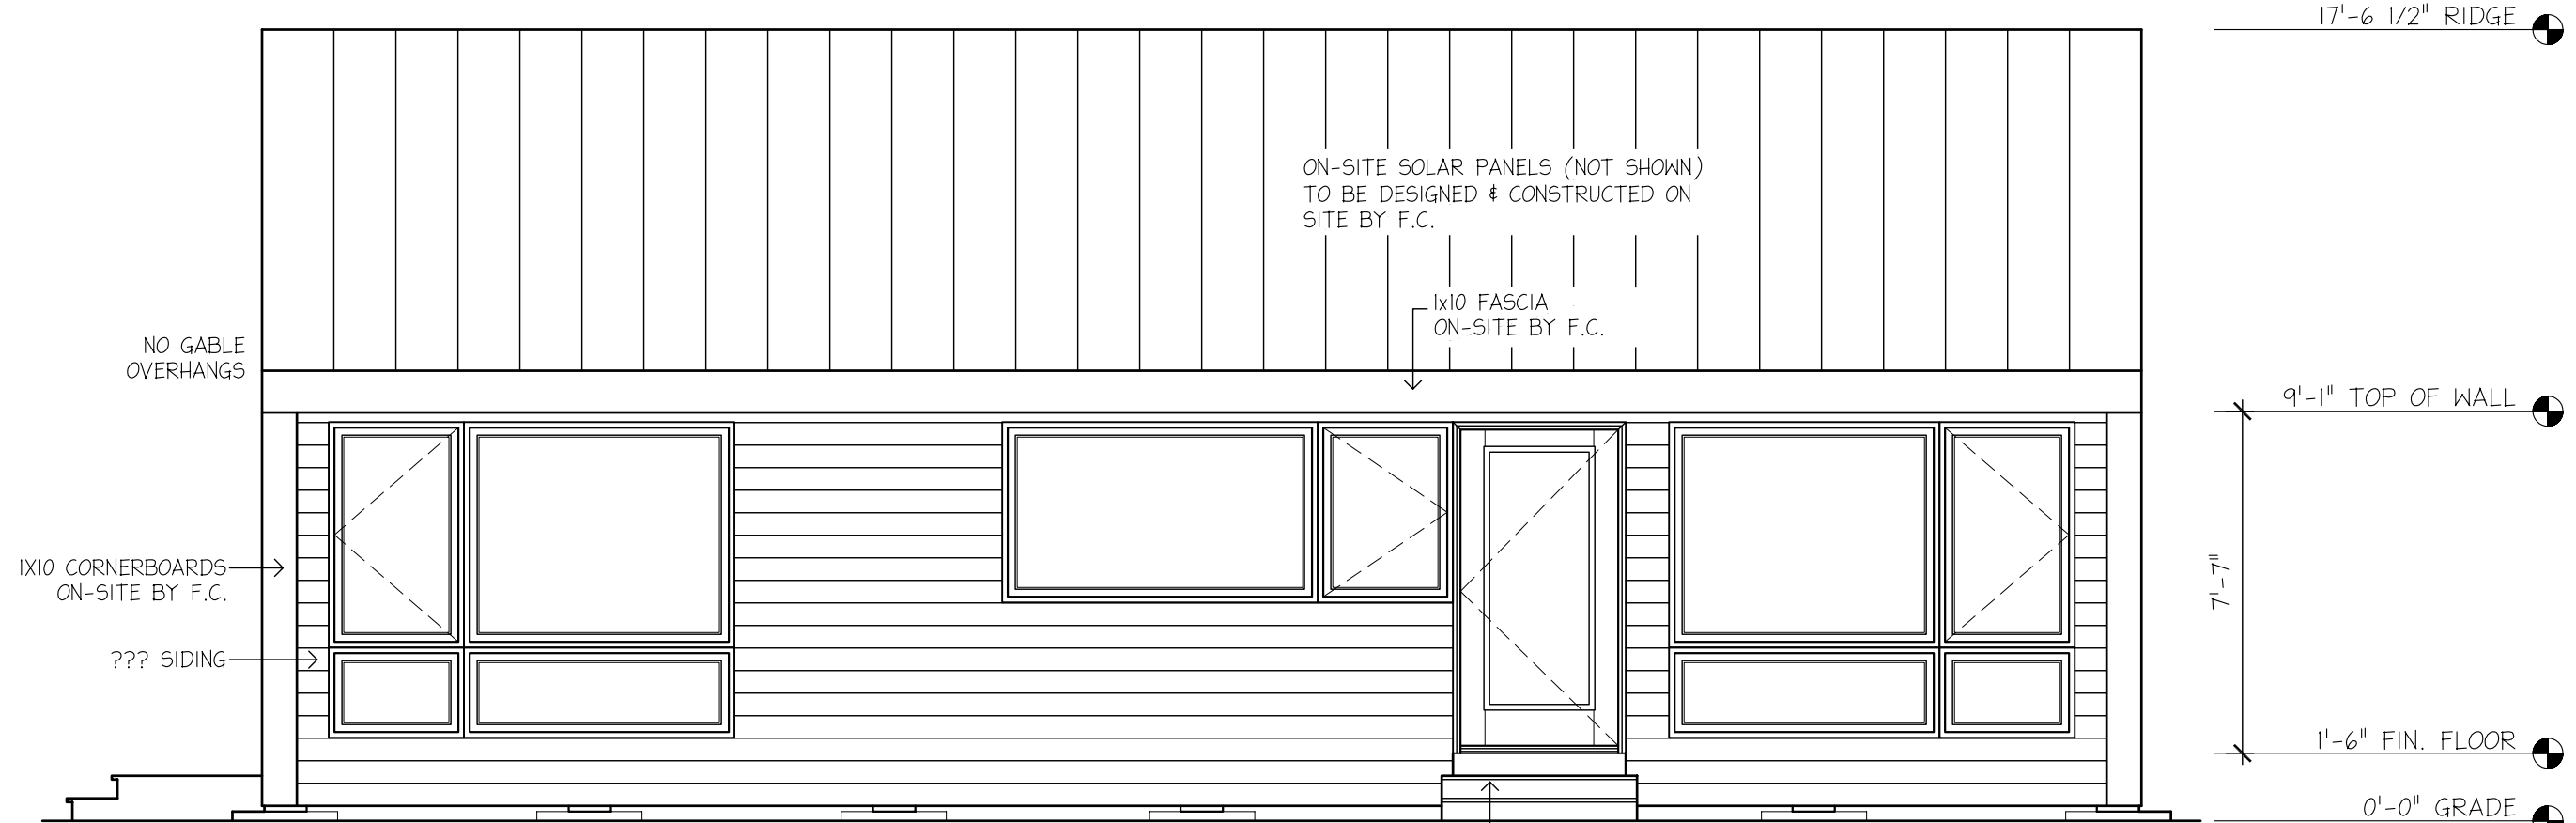 17'-6 1/2" RIDGE
ON-SITE SOLAR PANELS (NOT SHOWN)
TO BE DESIGNED & CONSTRUCTED ON
SITE BY F.C.
1x10 FASCIA
ON-SITE BY F.C.
NO GABLE
OVERHANGS
9'-1" TOP OF WALL
1X10 CORNERBOARDS
ON-SITE BY F.C.
7'-7"
??? SIDING
1'-6" FIN. FLOOR
0'-0" GRADE